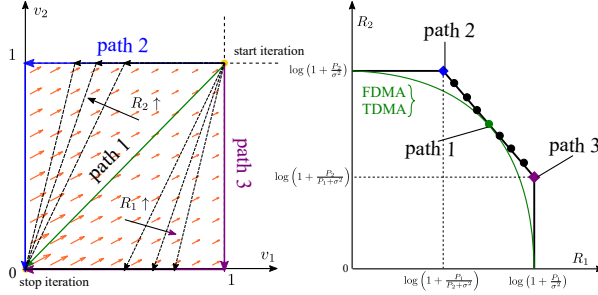 v₂
path 2
1
start iteration
R₂ ↑
path 1
path 3
R₁ ↑
0
stop iteration
1
v₁
R₂
path 2
log(1 + P₂/σ²)
FDMA
TDMA
path 1
path 3
log(1 + P₂/(P₁+σ²))
0
log(1 + P₁/(P₂+σ²))
log(1 + P₁/σ²)
R₁